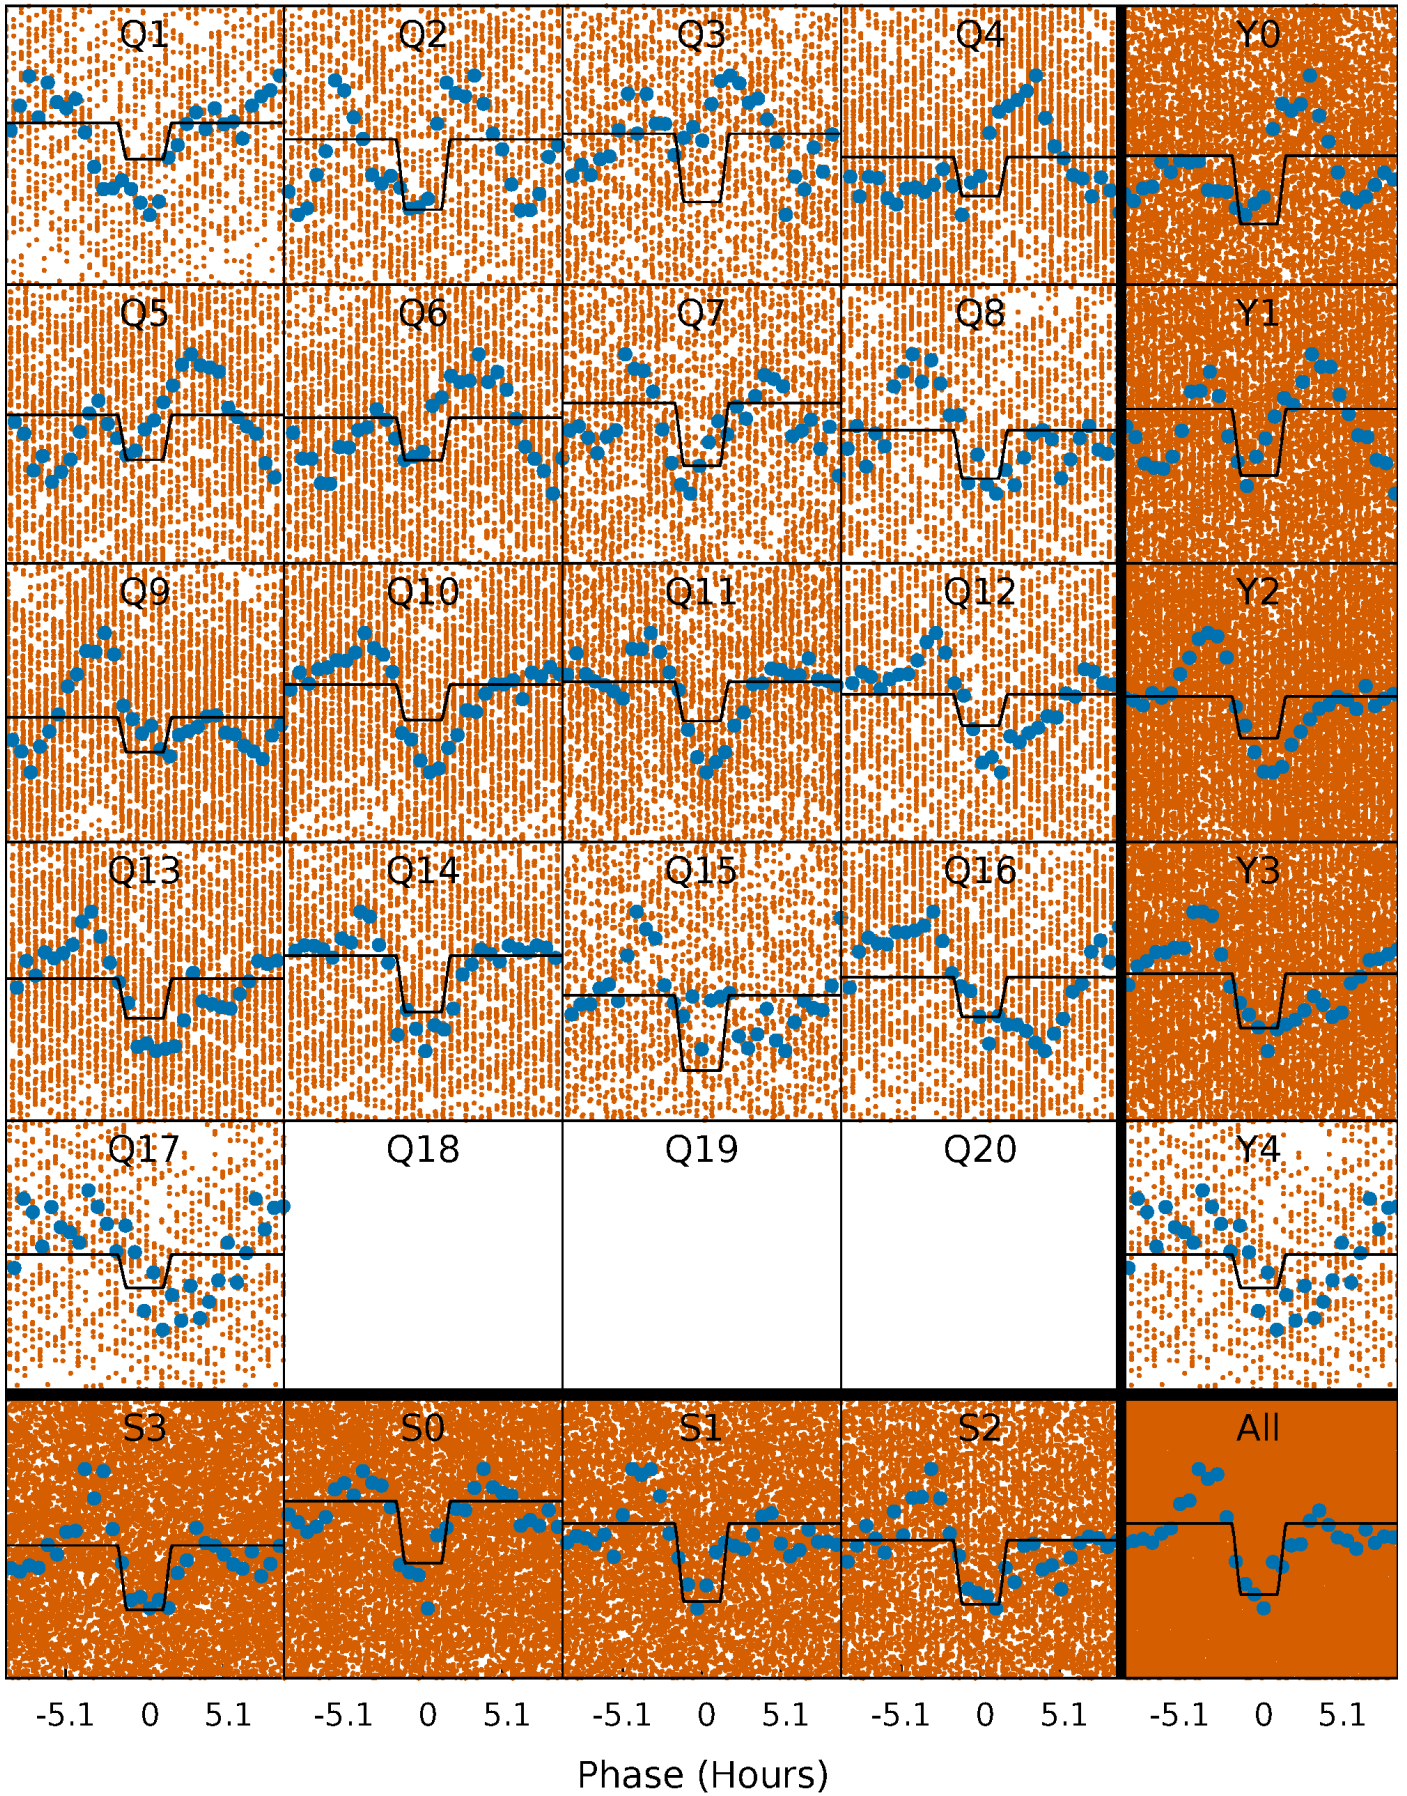 Q1 Q2 Q3 Q4 Y0
Q5 Q6 Q7 Q8 Y1
Q9 Q10 Q11 Q12 Y2
Q13 Q14 Q15 Q16 Y3
Q17 Q18 Q19 Q20 Y4
S3 S0 S1 S2 All
-5.1 0 5.1 -5.1 0 5.1 -5.1 0 5.1 -5.1 0 5.1 -5.1 0 5.1
Phase (Hours)